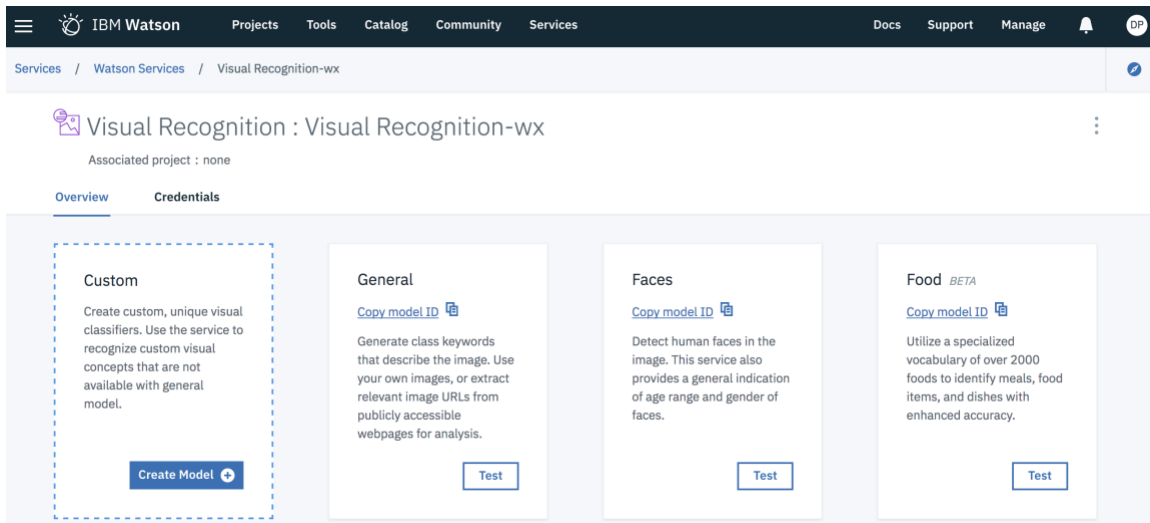 IBM Watson Projects Tools Catalog Community Services Docs Support Manage DP
Services / Watson Services / Visual Recognition-wx
Visual Recognition : Visual Recognition-wx
Associated project : none
Overview Credentials
Custom
Create custom, unique visual
classifiers. Use the service to
recognize custom visual
concepts that are not
available with general
model.
Create Model
General
Copy model ID
Generate class keywords
that describe the image. Use
your own images, or extract
relevant image URLs from
publicly accessible
webpages for analysis.
Test
Faces
Copy model ID
Detect human faces in the
image. This service also
provides a general indication
of age range and gender of
faces.
Test
Food BETA
Copy model ID
Utilize a specialized
vocabulary of over 2000
foods to identify meals, food
items, and dishes with
enhanced accuracy.
Test